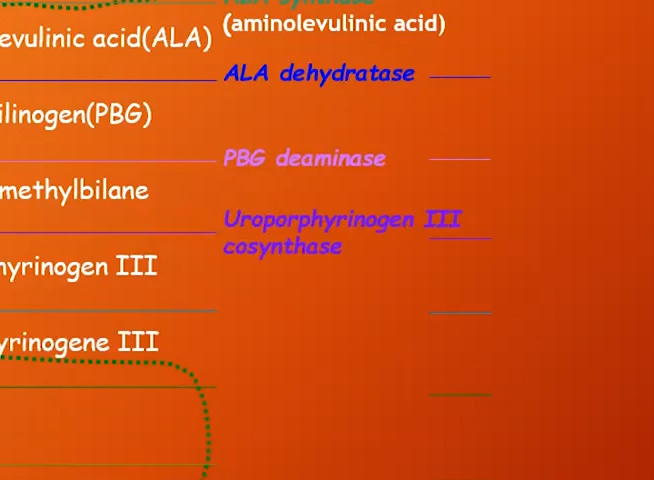 (aminolevulinic acid)
evulinic acid(ALA)
ALA dehydratase
ilinogen(PBG)
PBG deaminase
methylbilane
Uroporphyrinogen III
cosynthase
yrinogen III
yrinogene III